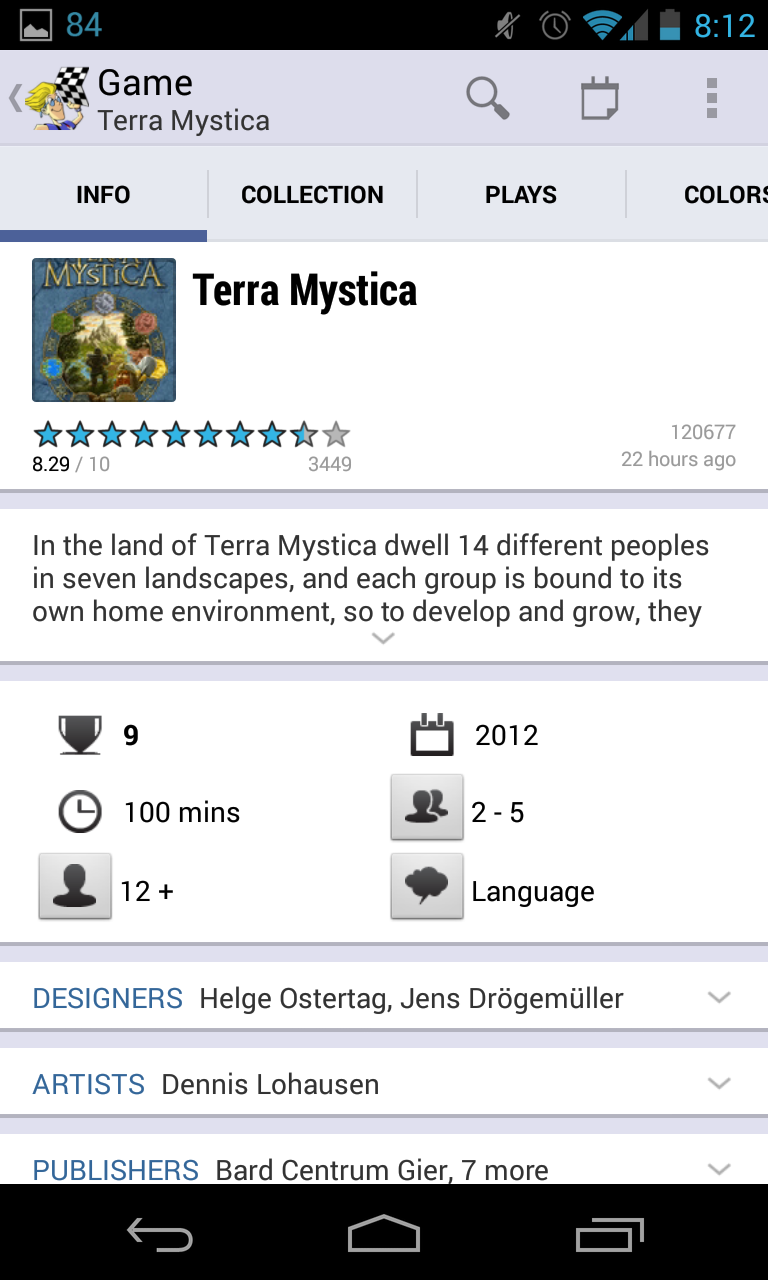 84
8:12
Game
Terra Mystica
INFO
COLLECTION
PLAYS
COLORS
MYSTICA
Terra Mystica
8.29 / 10
3449
120677
22 hours ago
In the land of Terra Mystica dwell 14 different peoples
in seven landscapes, and each group is bound to its
own home environment, so to develop and grow, they
9
2012
100 mins
2 - 5
12 +
Language
DESIGNERS Helge Ostertag, Jens Drögemüller
ARTISTS Dennis Lohausen
PUBLISHERS Bard Centrum Gier, 7 more